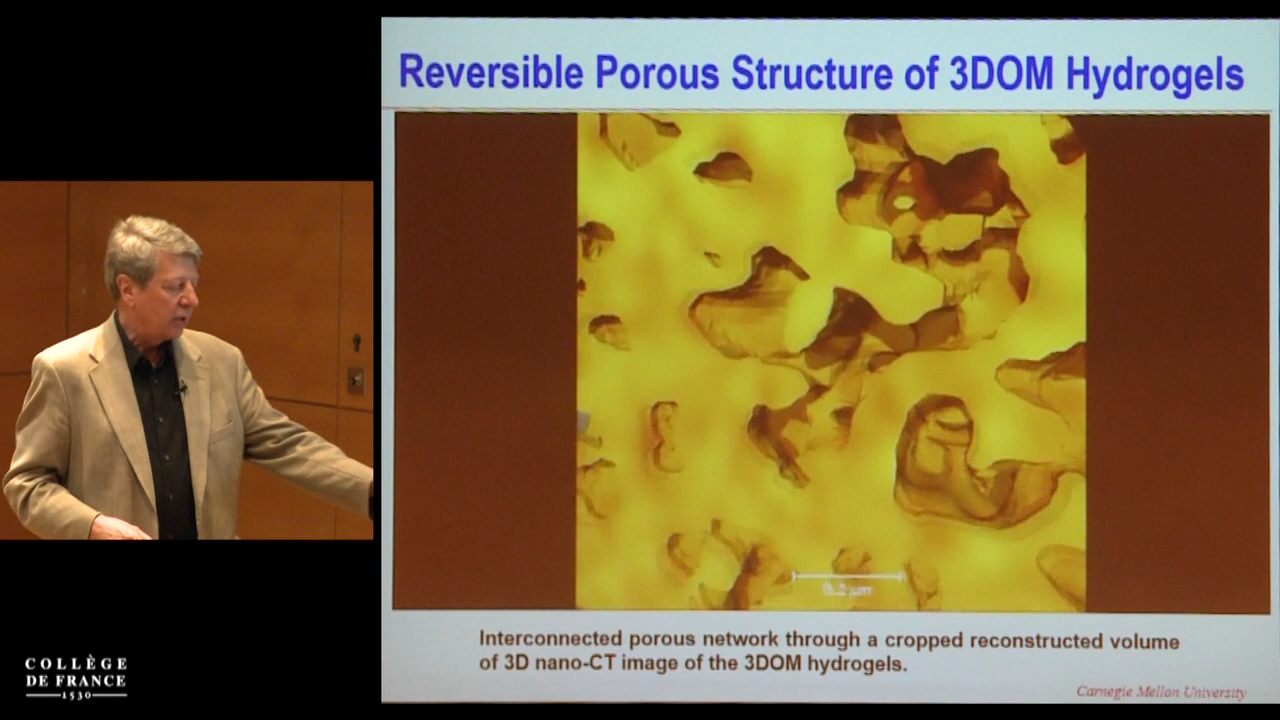 Reversible Porous Structure of 3DOM Hydrogels
Interconnected porous network through a cropped reconstructed volume
of 3D nano-CT image of the 3DOM hydrogels.
Carnegie Mellon University
COLLÈGE
DE FRANCE
1530